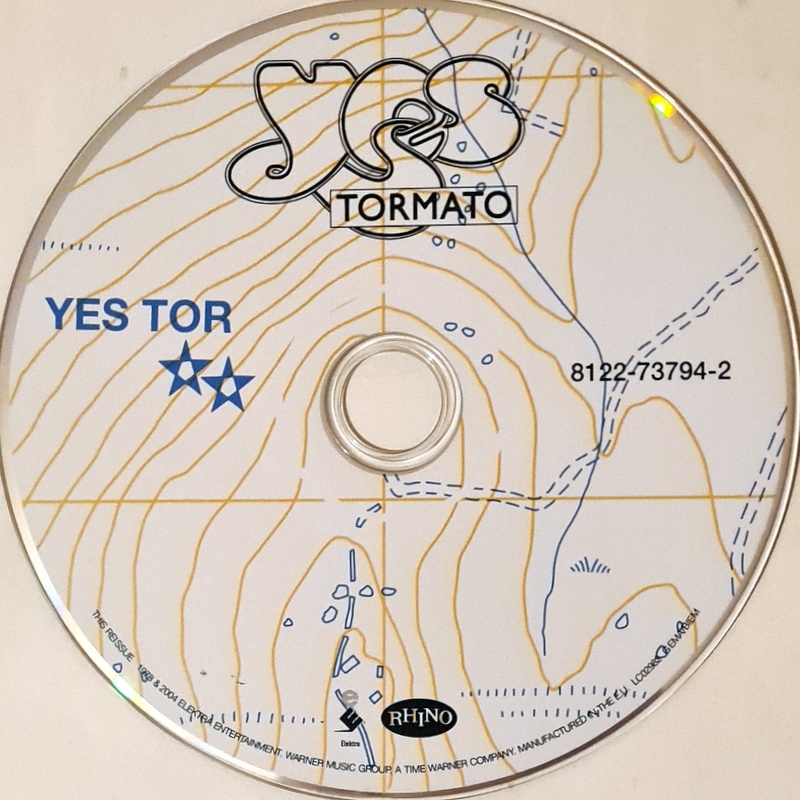 yes
TORMATO
YES TOR
8122-73794-2
Elektra
RHINO
THIS REISSUE 1978 & 2004 ELEKTRA ENTERTAINMENT. WARNER MUSIC GROUP, A TIME WARNER COMPANY. MANUFACTURED IN THE E.U.